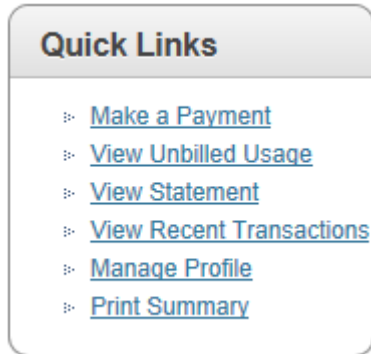 Quick Links
Make a Payment
View Unbilled Usage
View Statement
View Recent Transactions
Manage Profile
Print Summary